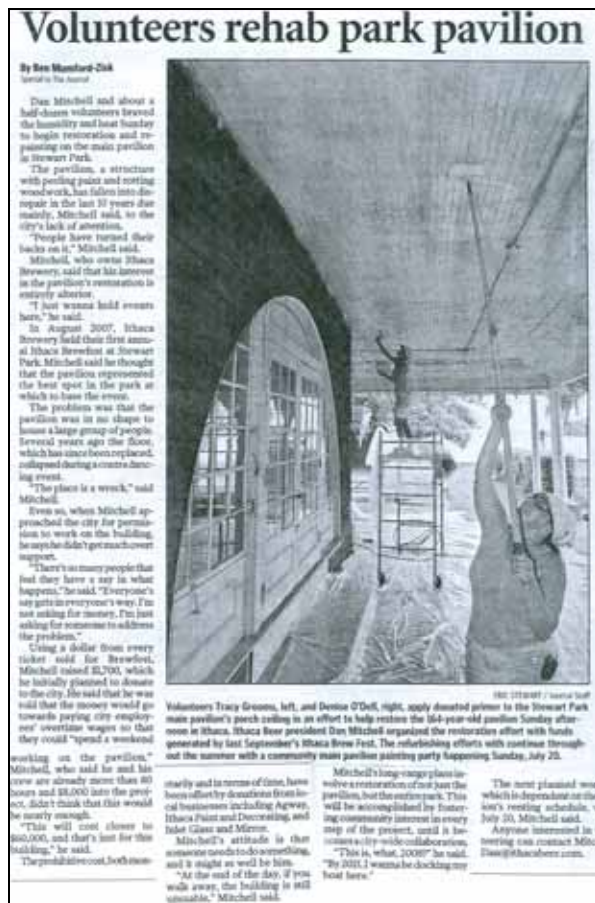 Volunteers rehab park pavilion
By Ben Mumford-Zisk
Special to The Journal
Dan Mitchell and about a
half-dozen volunteers braved
the humidity and heat Sunday
to begin restoration and re-
painting on the main pavilion
in Stewart Park.
The pavilion, a structure
with peeling paint and rotting
woodwork, has fallen into dis-
repair in the last 10 years due
mainly, Mitchell said, to the
city's lack of attention.
"People have turned their
backs on it," Mitchell said.
Mitchell, who owns Ithaca
Brewery, said that his interest
in the pavilion's restoration is
entirely ulterior.
"I just wanna hold events
here," he said.
In August 2007, Ithaca
Brewery held their first annu-
al Ithaca Brewfest at Stewart
Park. Mitchell said he thought
that the pavilion represented
the best spot in the park at
which to base the event.
The problem was that the
pavilion was in no shape to
house a large group of people.
Several years ago the floor,
which has since been replaced,
collapsed during a contra danc-
ing event.
"The place is a wreck," said
Mitchell.
Even so, when Mitchell ap-
proached the city for permis-
sion to work on the building,
he says he didn't get much overt
support.
"There's so many people that
feel they have a say in what
happens," he said. "Everyone's
say gets in everyone's way. I'm
not asking for money, I'm just
asking for someone to address
the problem."
Using a dollar from every
ticket sold for Brewfest,
Mitchell raised $1,700, which
he initially planned to donate
to the city. He said that he was
told that the money would go
towards paying city employ-
ees' overtime wages so that
they could "spend a weekend
working on the pavilion."
Mitchell, who said he and his
crew are already more than 80
hours and $8,000 into the proj-
ect, didn't think that this would
be nearly enough.
"This will cost closer to
$60,000, and that's just for this
building," he said.
The prohibitive cost, both mon-
ERIC STEWART / Journal Staff
Volunteers Tracy Grooms, left, and Denise O'Dell, right, apply donated primer to the Stewart Park
main pavilion's porch ceiling in an effort to help restore the 164-year-old pavilion Sunday after-
noon in Ithaca. Ithaca Beer president Dan Mitchell organized the restoration effort with funds
generated by last September's Ithaca Brew Fest. The refurbishing efforts with continue through-
out the summer with a community main pavilion painting party happening Sunday, July 20.
etarily and in terms of time, have
been offset by donations from lo-
cal businesses including Agway,
Ithaca Paint and Decorating, and
Inlet Glass and Mirror.
Mitchell's attitude is that
someone needs to do something,
and it might as well be him.
"At the end of the day, if you
walk away, the building is still
unusable," Mitchell said.
Mitchell's long-range plans in-
volve a restoration of not just the
pavilion, but the entire park. This
will be accomplished by foster-
ing community interest in every
step of the project, until it be-
comes a city-wide collaboration.
"This is, what, 2008?" he said.
"By 2011, I wanna be docking my
boat here."
The next planned wor
which is dependent on the
ion's renting schedule,
July 20, Mitchell said.
Anyone interested in
teering can contact Mitc
Dan@ithacabeer.com.